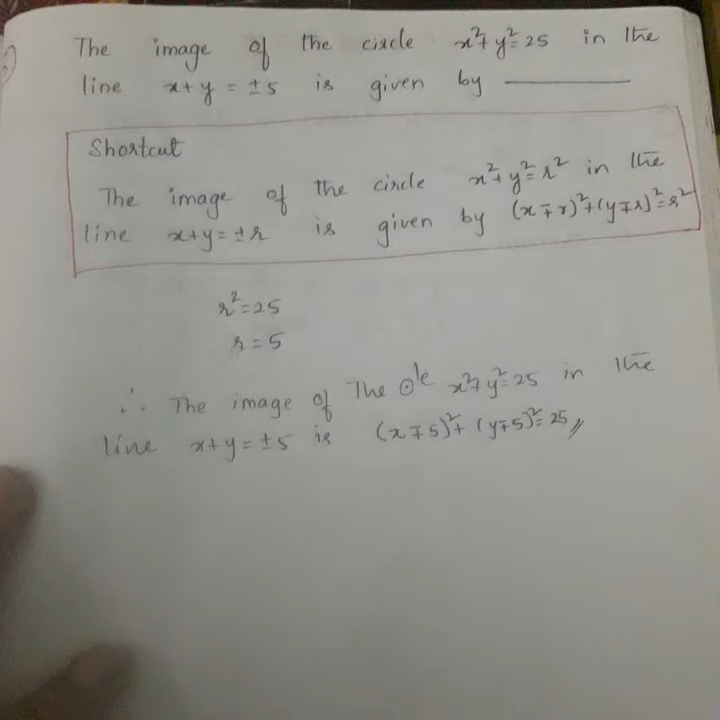 The image of the circle x²+y²=25 in the
line x+y = ±5 is given by ______
Shortcut
The image of the circle x²+y²=r² in the
line x+y=±r is given by (x∓r)²+(y∓r)²=r²
r²=25
r=5
∴ The image of The ⊙le x²+y²=25 in the
line x+y=±5 is (x∓5)²+(y∓5)²=25//